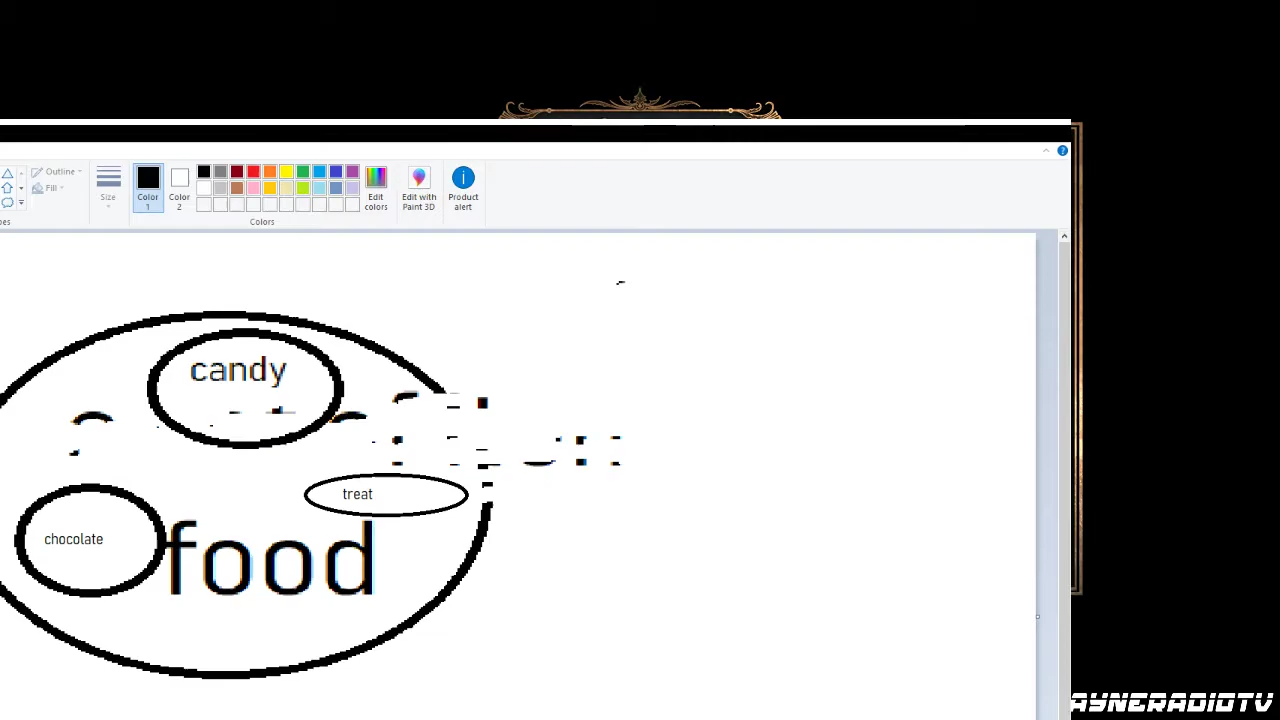 Outline
Fill
Size
Color 1
Color 2
Edit colors
Edit with Paint 3D
Product alert
Colors
candy
treat
chocolate
food
AYNERADIOTV